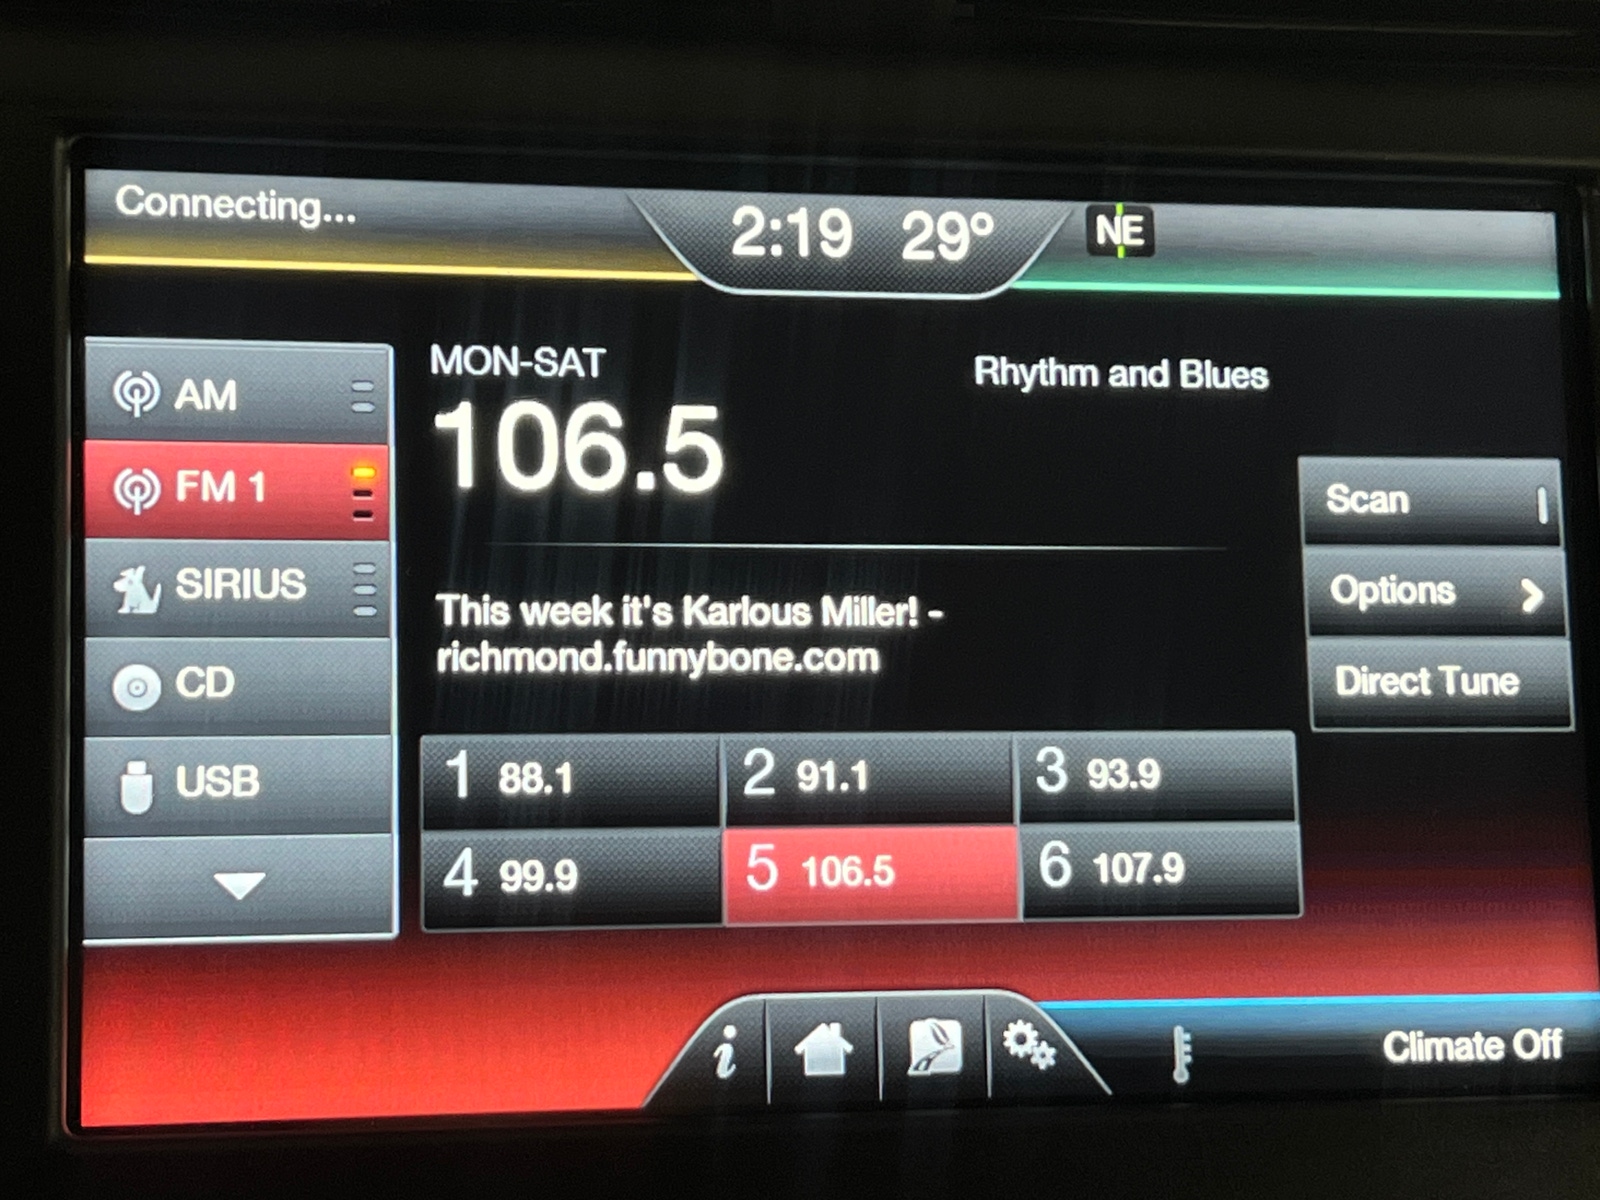 Connecting...
2:19 29° NE
AM
FM 1
SIRIUS
CD
USB
MON-SAT
Rhythm and Blues
106.5
This week it's Karlous Miller! -
richmond.funnybone.com
1 88.1
2 91.1
3 93.9
4 99.9
5 106.5
6 107.9
Scan
Options
Direct Tune
i
Climate Off